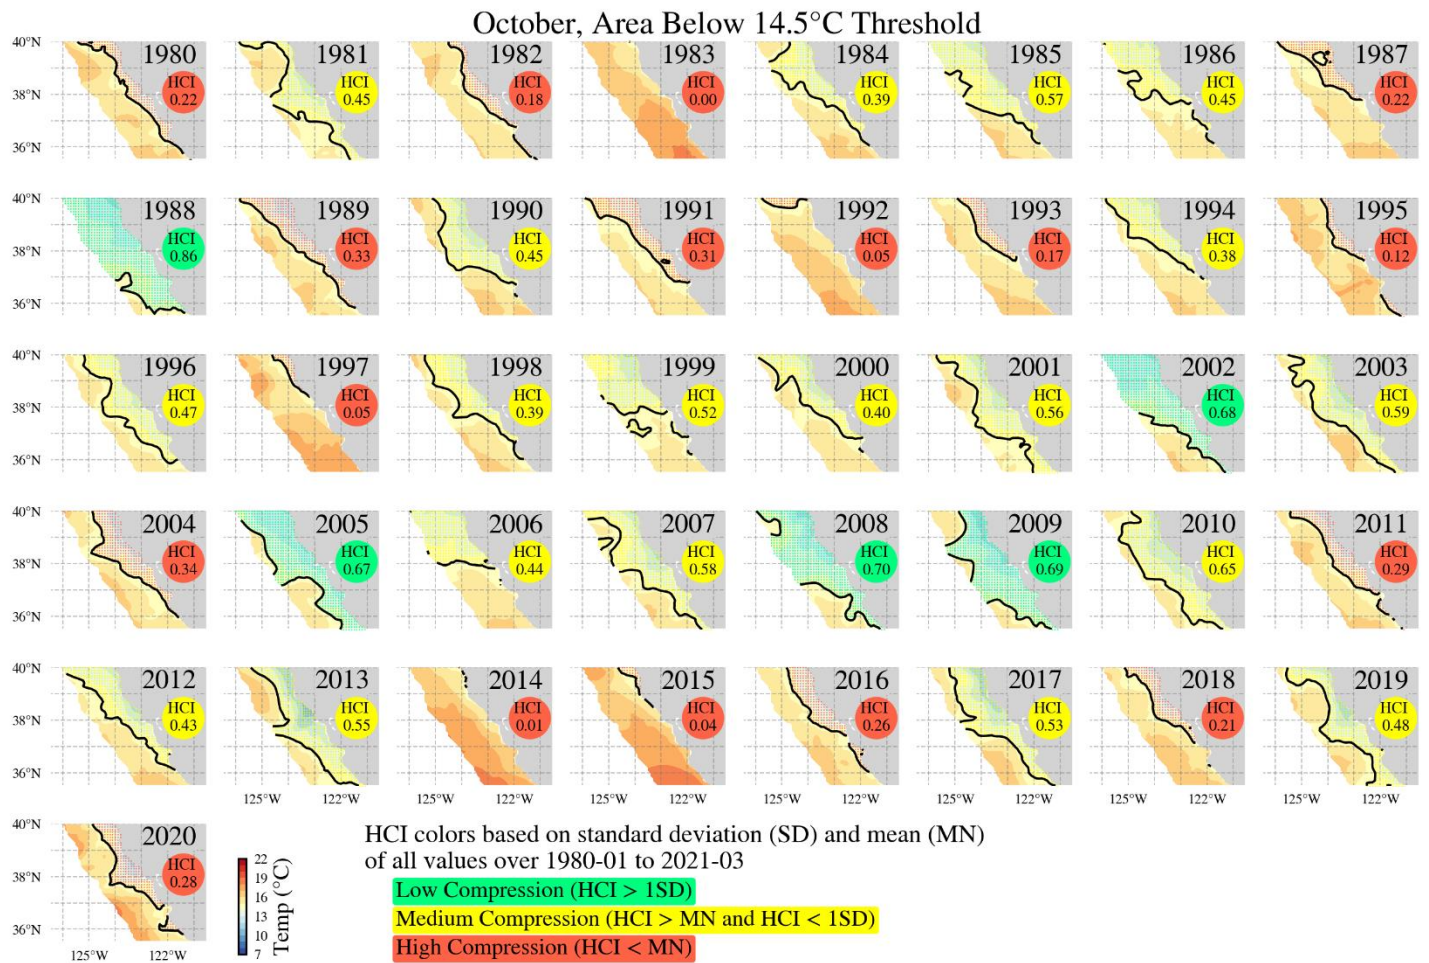 October, Area Below 14.5°C Threshold
40°N 1980 1981 1982 1983 1984 1985 1986 1987
38°N HCI 0.22 HCI 0.45 HCI 0.18 HCI 0.00 HCI 0.39 HCI 0.57 HCI 0.45 HCI 0.22
36°N
40°N 1988 1989 1990 1991 1992 1993 1994 1995
38°N HCI 0.86 HCI 0.33 HCI 0.45 HCI 0.31 HCI 0.05 HCI 0.17 HCI 0.38 HCI 0.12
36°N
40°N 1996 1997 1998 1999 2000 2001 2002 2003
38°N HCI 0.47 HCI 0.05 HCI 0.39 HCI 0.52 HCI 0.40 HCI 0.56 HCI 0.68 HCI 0.59
36°N
40°N 2004 2005 2006 2007 2008 2009 2010 2011
38°N HCI 0.34 HCI 0.67 HCI 0.44 HCI 0.58 HCI 0.70 HCI 0.69 HCI 0.65 HCI 0.29
36°N
40°N 2012 2013 2014 2015 2016 2017 2018 2019
38°N HCI 0.43 HCI 0.55 HCI 0.01 HCI 0.04 HCI 0.26 HCI 0.53 HCI 0.21 HCI 0.48
36°N
125°W 122°W 125°W 122°W 125°W 122°W 125°W 122°W 125°W 122°W 125°W 122°W 125°W 122°W
40°N 2020
38°N HCI 0.28
36°N
125°W 122°W
22
19
16
13
10
7
Temp (°C)
HCI colors based on standard deviation (SD) and mean (MN)
of all values over 1980-01 to 2021-03
Low Compression (HCI > 1SD)
Medium Compression (HCI > MN and HCI < 1SD)
High Compression (HCI < MN)